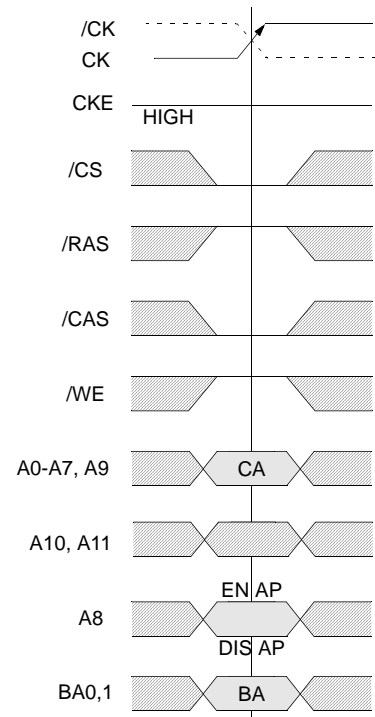 /CK
CK
CKE
HIGH
/CS
/RAS
/CAS
/WE
A0-A7, A9
CA
A10, A11
EN AP
A8
DIS AP
BA0,1
BA